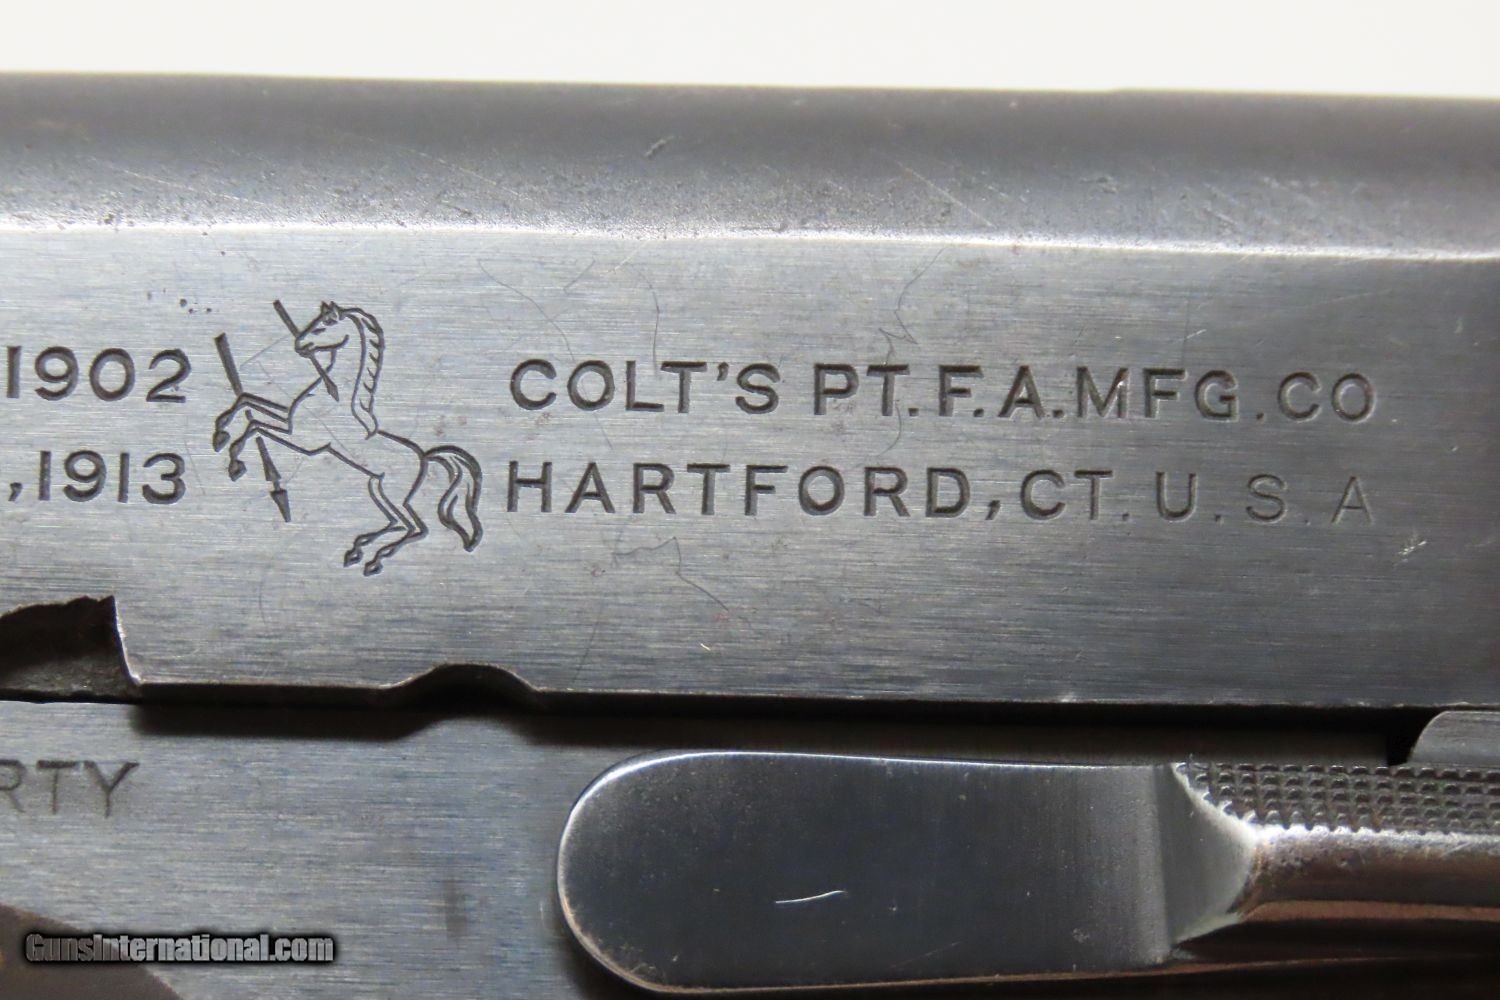 1902 COLT'S PT.F.A.MFG.CO
,1913 HARTFORD,CT.U.S.A
RTY
GunsInternational.com